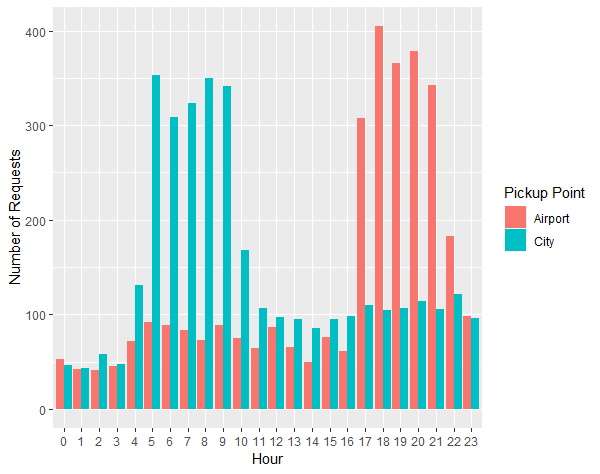 Number of Requests
400
300
200
100
0
0 1 2 3 4 5 6 7 8 9 10 11 12 13 14 15 16 17 18 19 20 21 22 23
Hour
Pickup Point
Airport
City